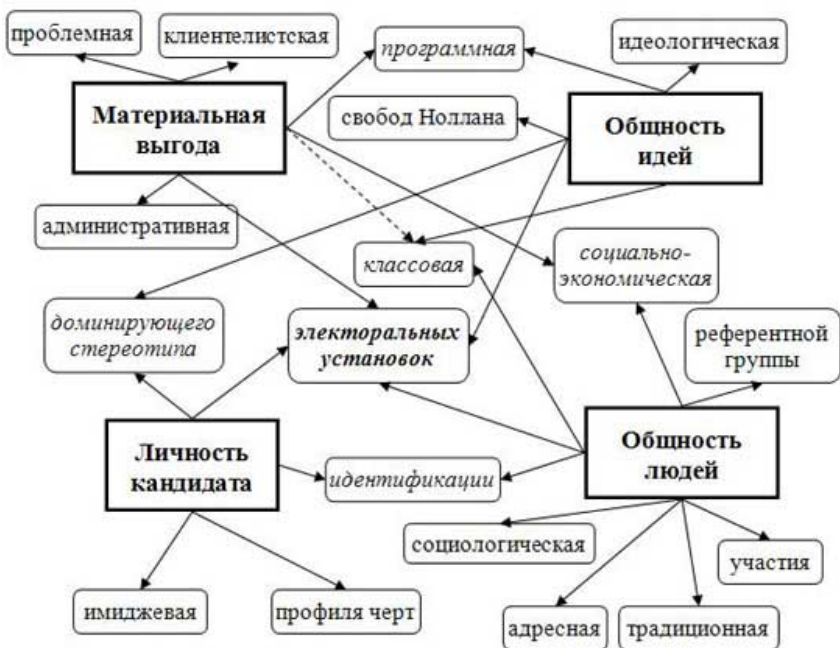 проблемная
клиентелистская
программная
идеологическая
Материальная
выгода
свобод Ноллана
Общность
идей
административная
классовая
социально-
экономическая
доминирующего
стереотипа
электоральных
установок
референтной
группы
Личность
кандидата
идентификации
Общность
людей
социологическая
участия
имиджевая
профиля черт
адресная
традиционная